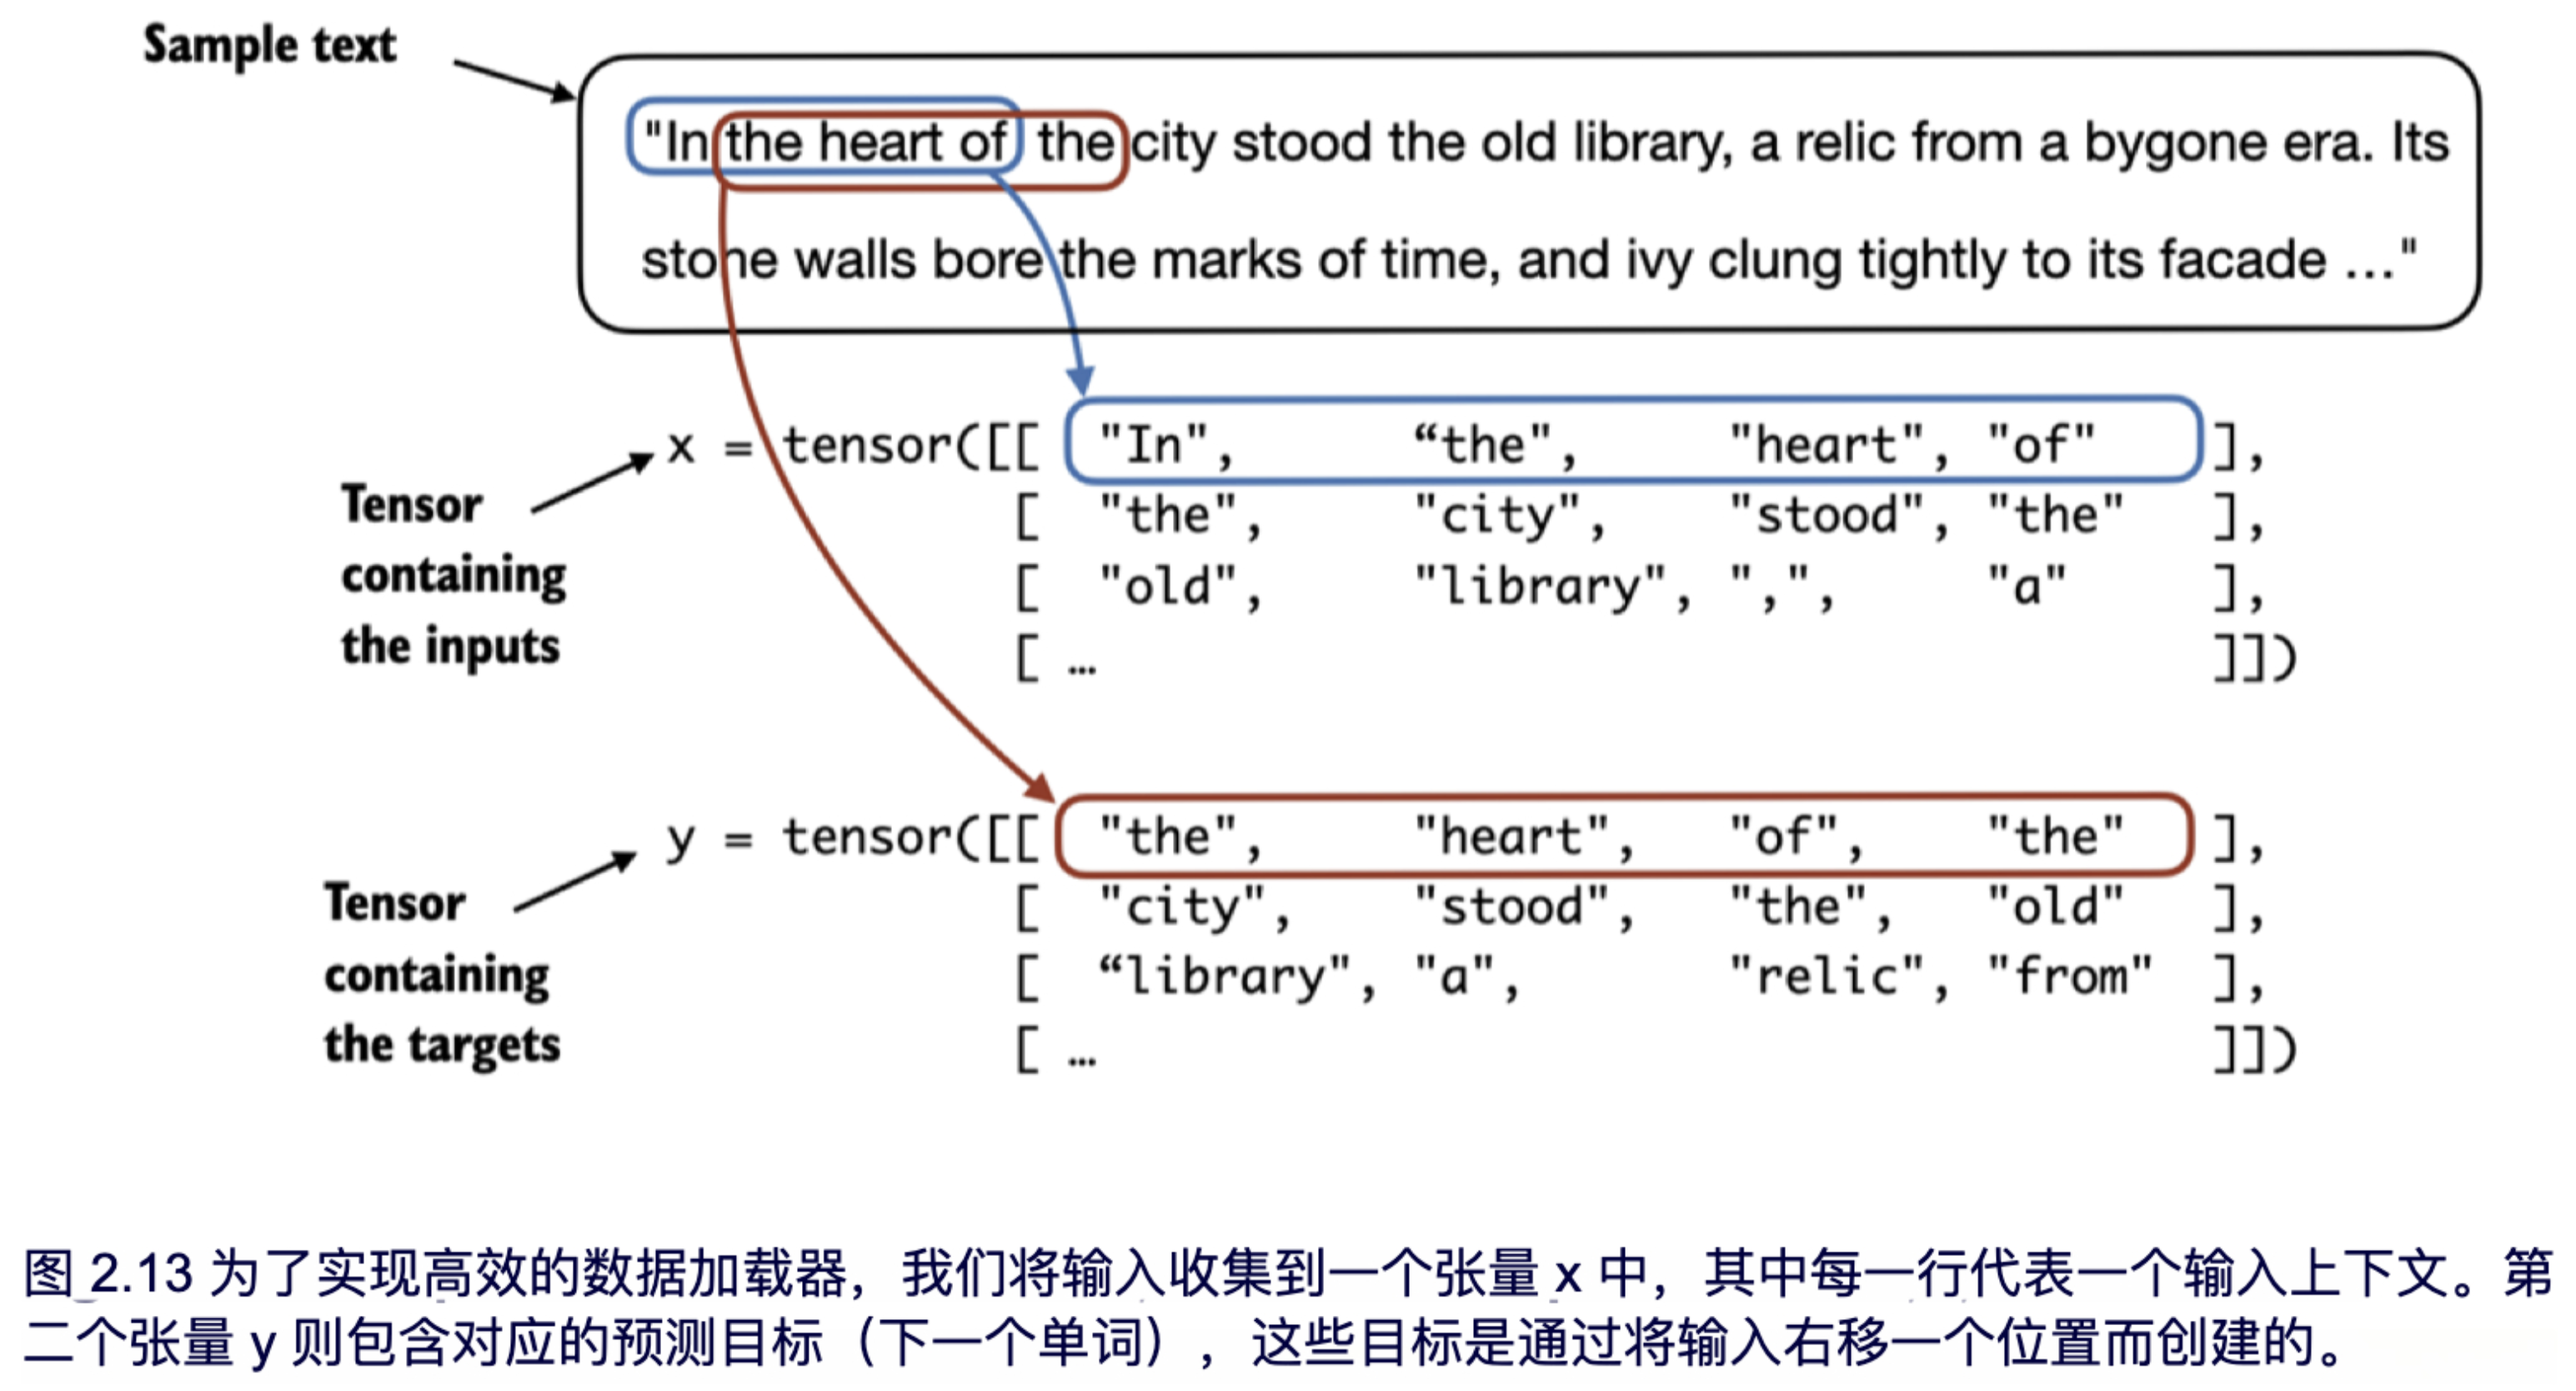 Sample text
"In the heart of the city stood the old library, a relic from a bygone era. Its
stone walls bore the marks of time, and ivy clung tightly to its facade ..."
x = tensor([[ "In", “the", "heart", "of" ],
[ "the", "city", "stood", "the" ],
[ "old", "library", ",", "a" ],
[ … ]])
Tensor
containing
the inputs
y = tensor([[ "the", "heart", "of", "the" ],
[ "city", "stood", "the", "old" ],
[ “library", "a", "relic", "from" ],
[ … ]])
Tensor
containing
the targets
图 2.13 为了实现高效的数据加载器，我们将输入收集到一个张量 x 中，其中每一行代表一个输入上下文。第
二个张量 y 则包含对应的预测目标（下一个单词），这些目标是通过将输入右移一个位置而创建的。